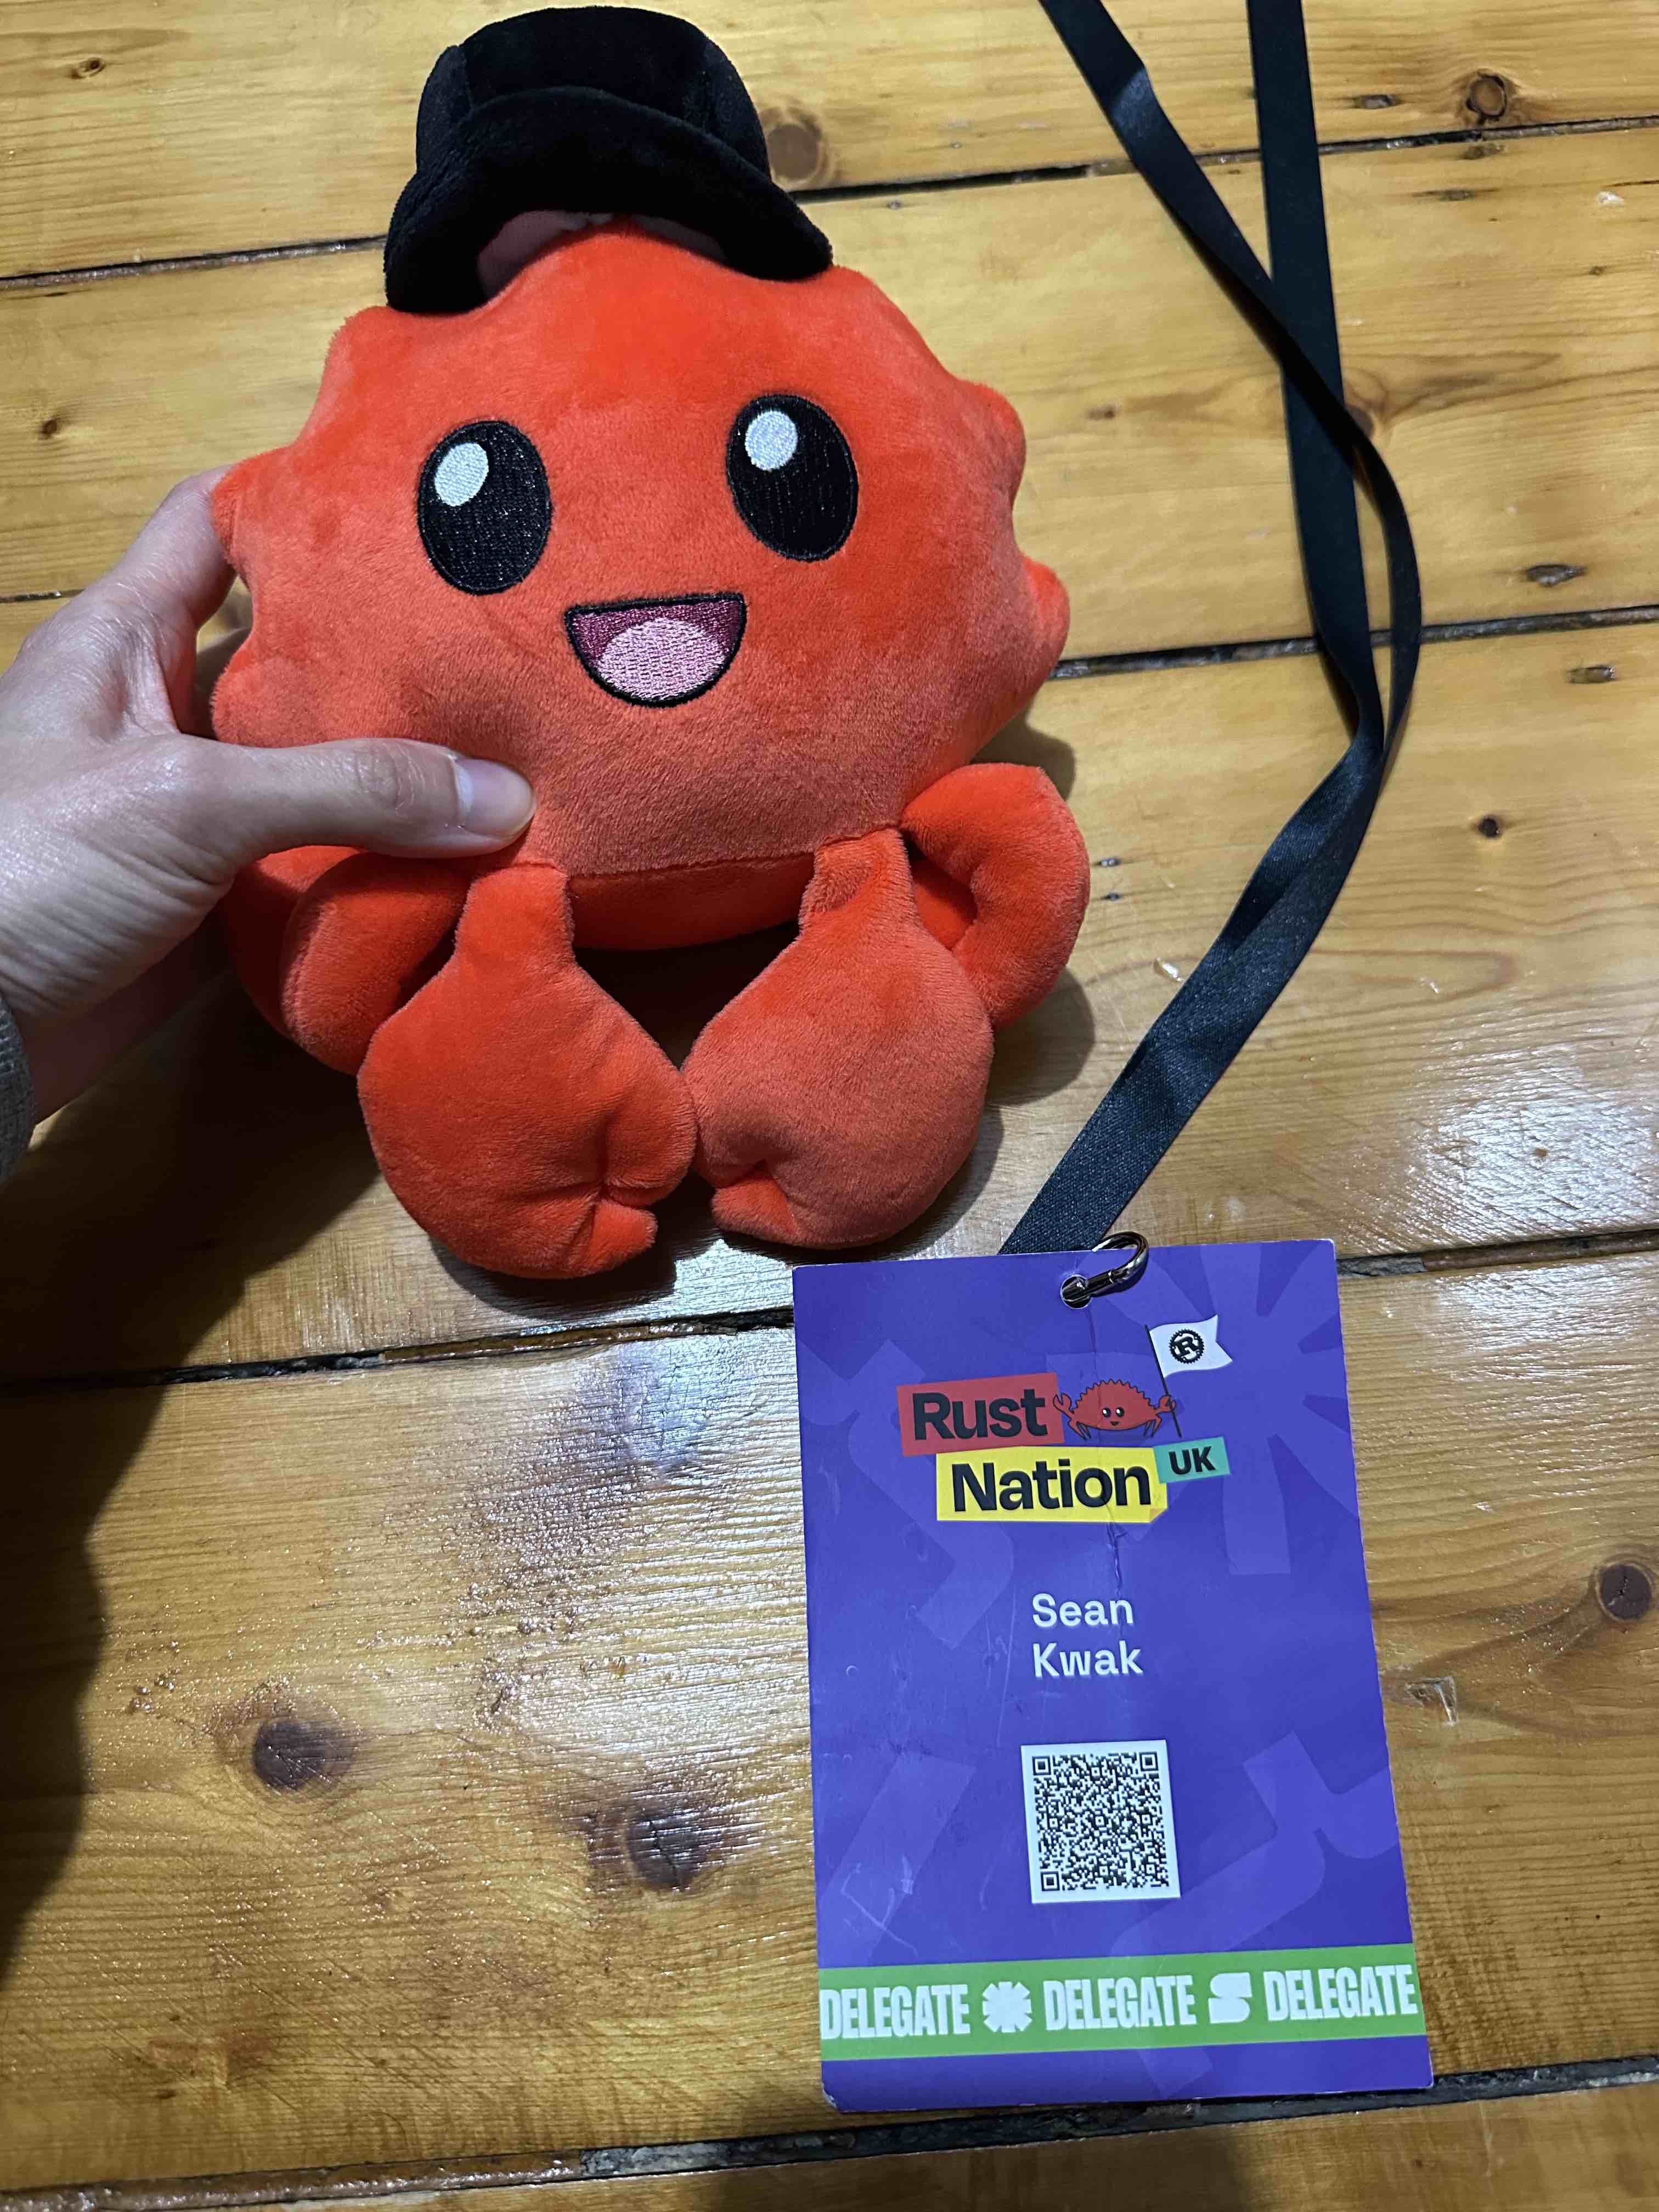 R
Rust
Nation UK
Sean
Kwak
DELEGATE DELEGATE DELEGATE